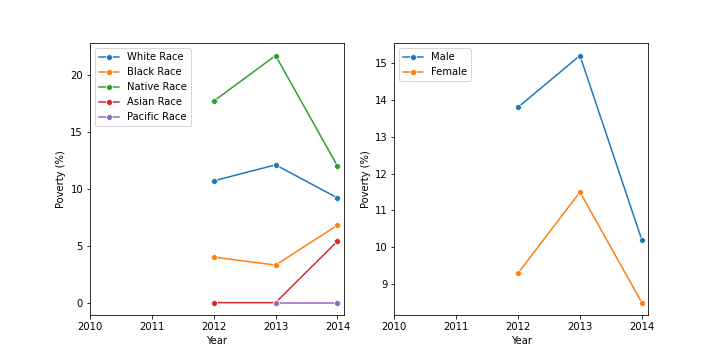 White Race
Black Race
Native Race
Asian Race
Pacific Race
Poverty (%)
20
15
10
5
0
2010 2011 2012 2013 2014
Year
Male
Female
Poverty (%)
15
14
13
12
11
10
9
2010 2011 2012 2013 2014
Year